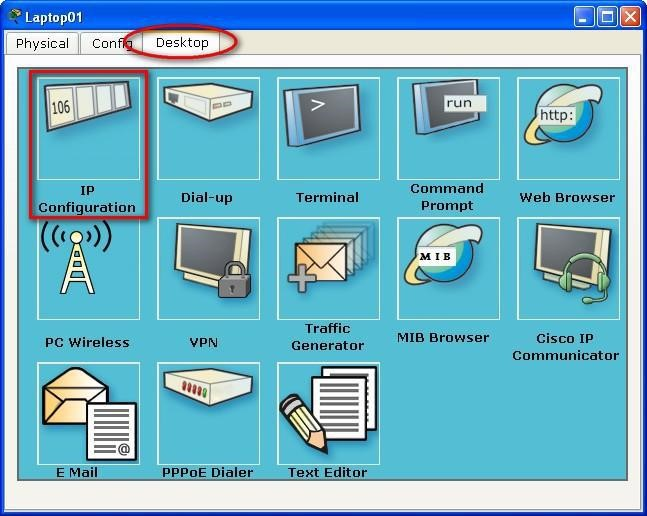 Laptop01
Physical Config Desktop
106
>
run
http:
IP
Configuration
Dial-up
Terminal
Command
Prompt
Web Browser
MIB
PC Wireless
VPN
Traffic
Generator
MIB Browser
Cisco IP
Communicator
@
E Mail
PPPoE Dialer
Text Editor